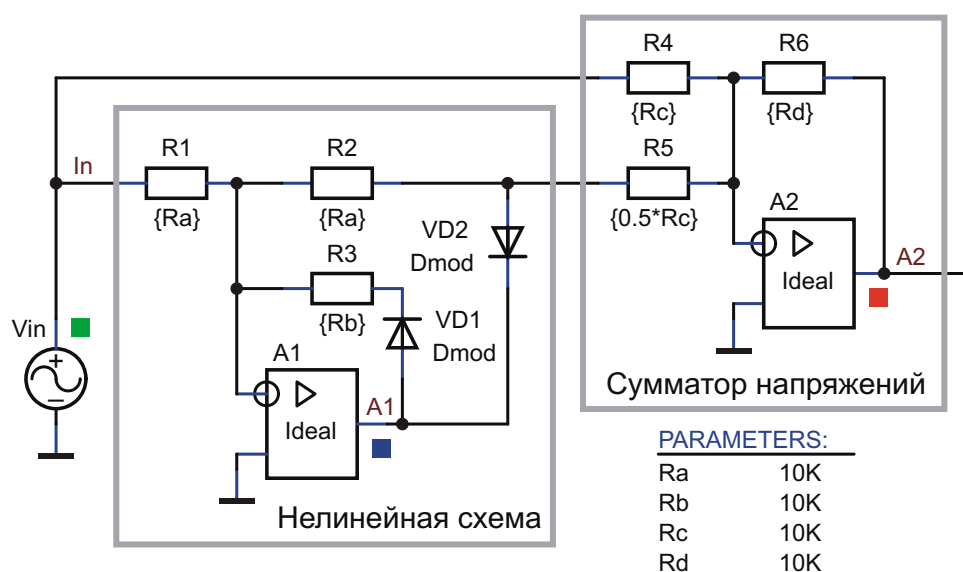 R4
R6
{Rc}
{Rd}
In
R1
R2
R5
{Ra}
{Ra}
{0.5*Rc}
A2
VD2
Dmod
R3
Ideal
A2
{Rb}
VD1
Dmod
Vin
A1
Ideal
A1
Сумматор напряжений
Нелинейная схема
PARAMETERS:
Ra 10K
Rb 10K
Rc 10K
Rd 10K